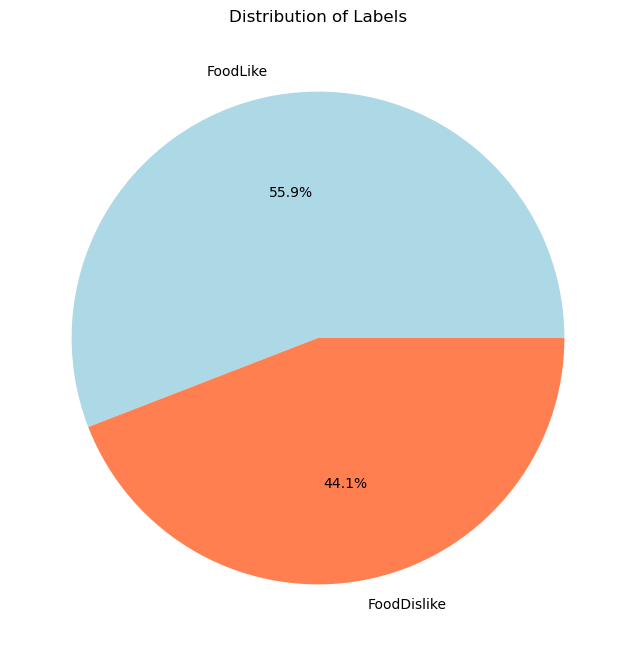 Distribution of Labels
FoodLike
55.9%
44.1%
FoodDislike